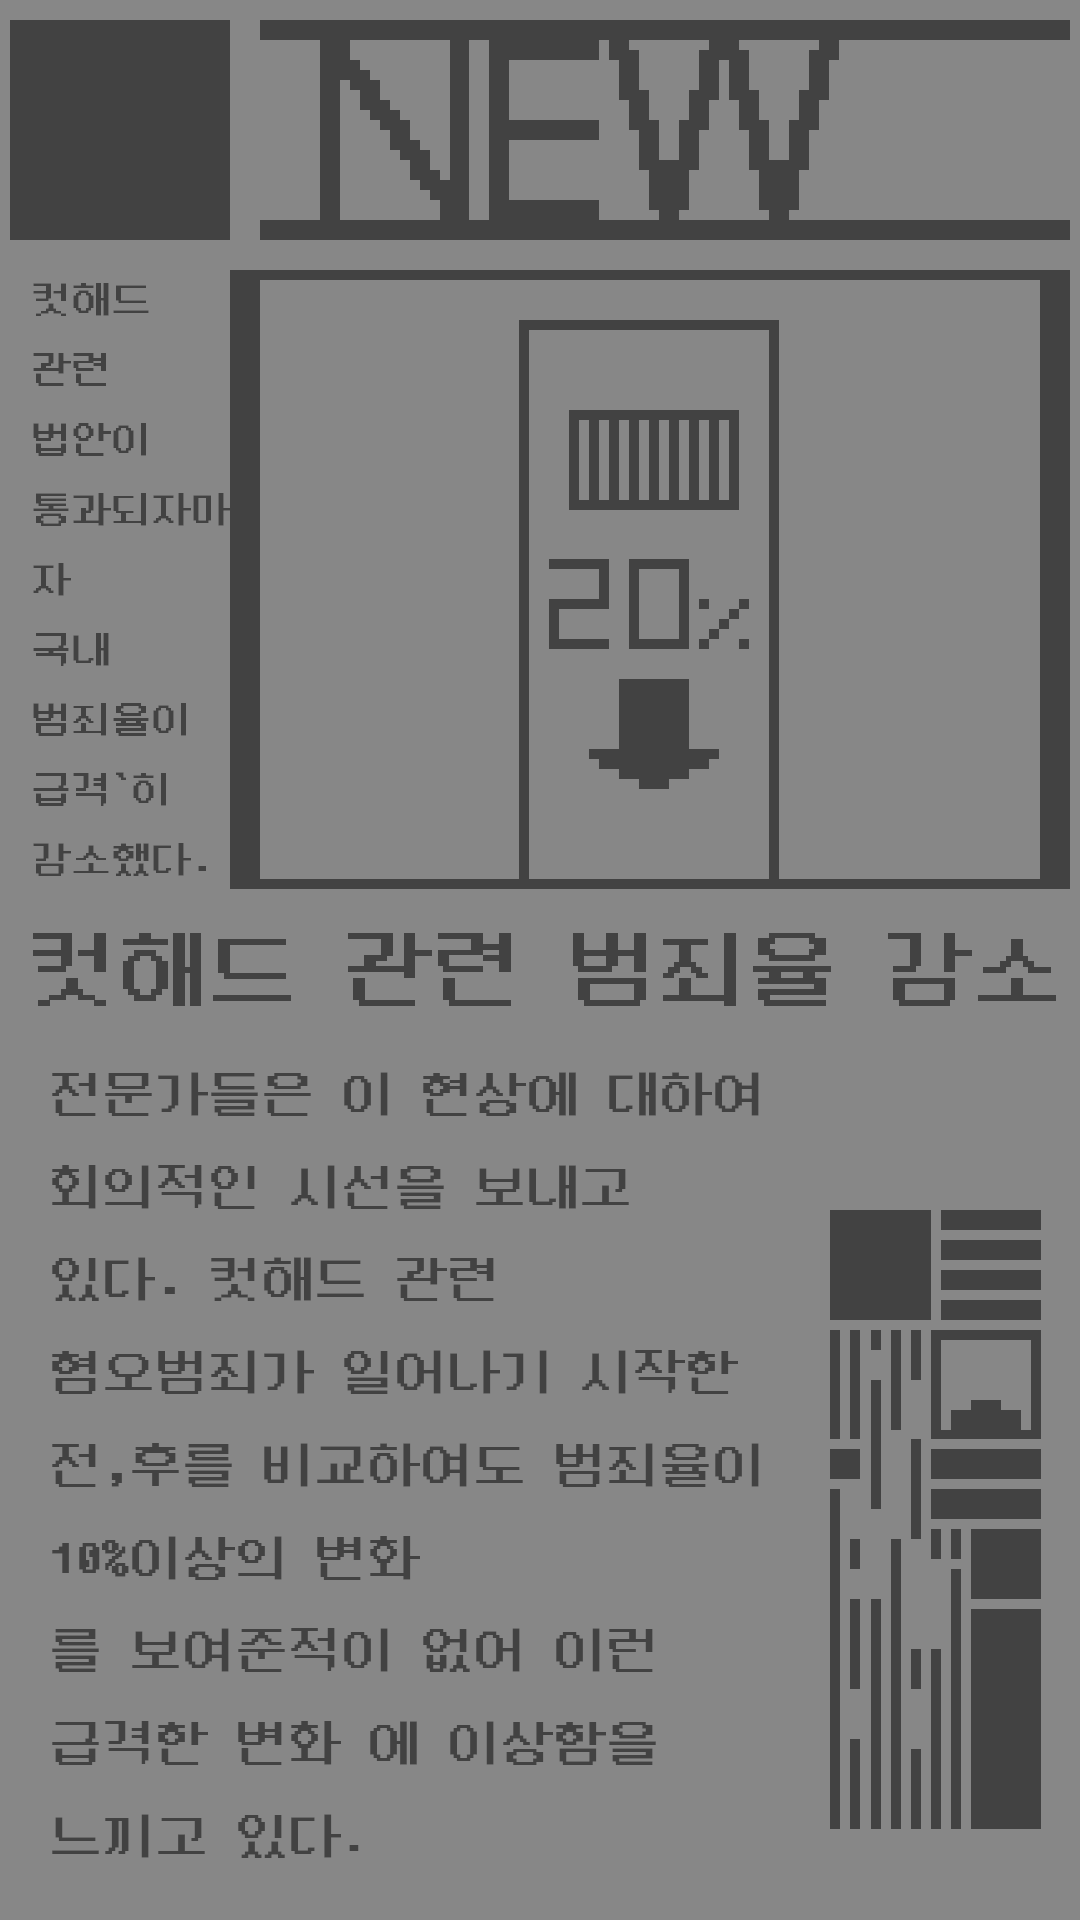 NEW
컷해드
관련
법안이
통과되자마
자
국내
범죄율이
급격`히
감소했다.
20%
컷해드 관련 범죄율 감소
전문가들은 이 현상에 대하여
회의적인 시선을 보내고
있다. 컷해드 관련
혐오범죄가 일어나기 시작한
전,후를 비교하여도 범죄율이
10%이상의 변화
를 보여준적이 없어 이런
급격한 변화 에 이상함을
느끼고 있다.